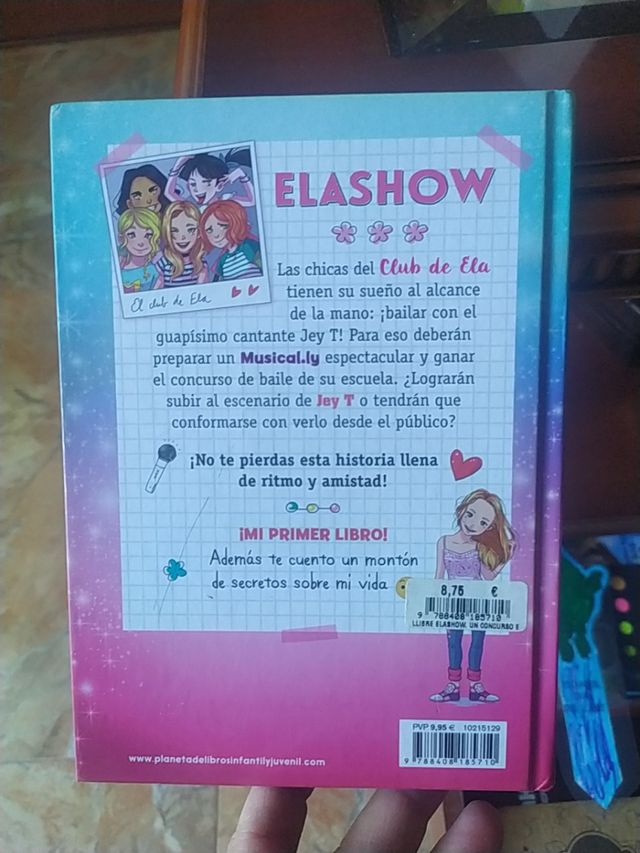 ELASHOW
El club de Ela
Las chicas del Club de Ela
tienen su sueño al alcance
de la mano: ¡bailar con el
guapísimo cantante Jey T! Para eso deberán
preparar un Musical.ly espectacular y ganar
el concurso de baile de su escuela. ¿Lograrán
subir al escenario de Jey T o tendrán que
conformarse con verlo desde el público?
¡No te pierdas esta historia llena
de ritmo y amistad!
¡MI PRIMER LIBRO!
Además te cuento un montón
de secretos sobre mi vida
8,75 €
9 788408 185710
LLIBRE ELASHOW. UN CONCURSO E
PVP 9,95 € 10215129
9 788408 185710
www.planetadelibrosinfantilyjuvenil.com